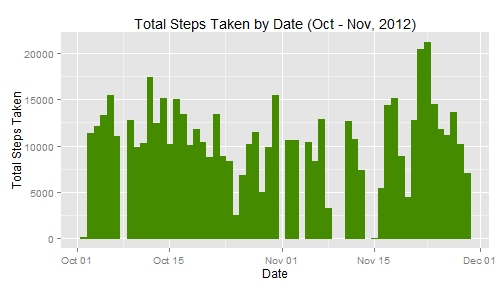 Total Steps Taken by Date (Oct - Nov, 2012)
Total Steps Taken
20000
15000
10000
5000
0
Oct 01
Oct 15
Nov 01
Nov 15
Dec 01
Date